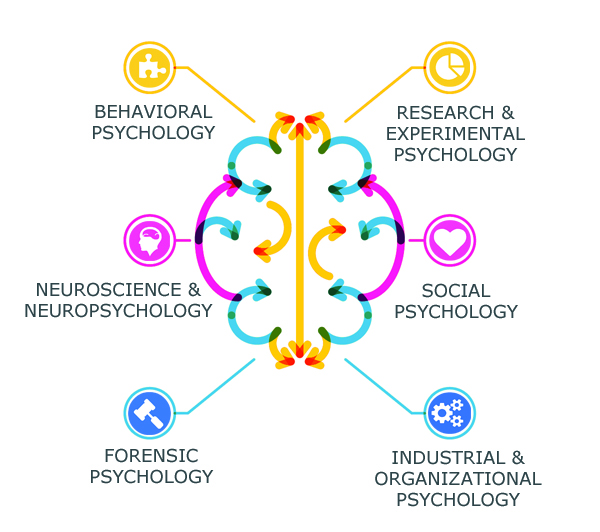 BEHAVIORAL
PSYCHOLOGY
RESEARCH &
EXPERIMENTAL
PSYCHOLOGY
NEUROSCIENCE &
NEUROPSYCHOLOGY
SOCIAL
PSYCHOLOGY
FORENSIC
PSYCHOLOGY
INDUSTRIAL &
ORGANIZATIONAL
PSYCHOLOGY